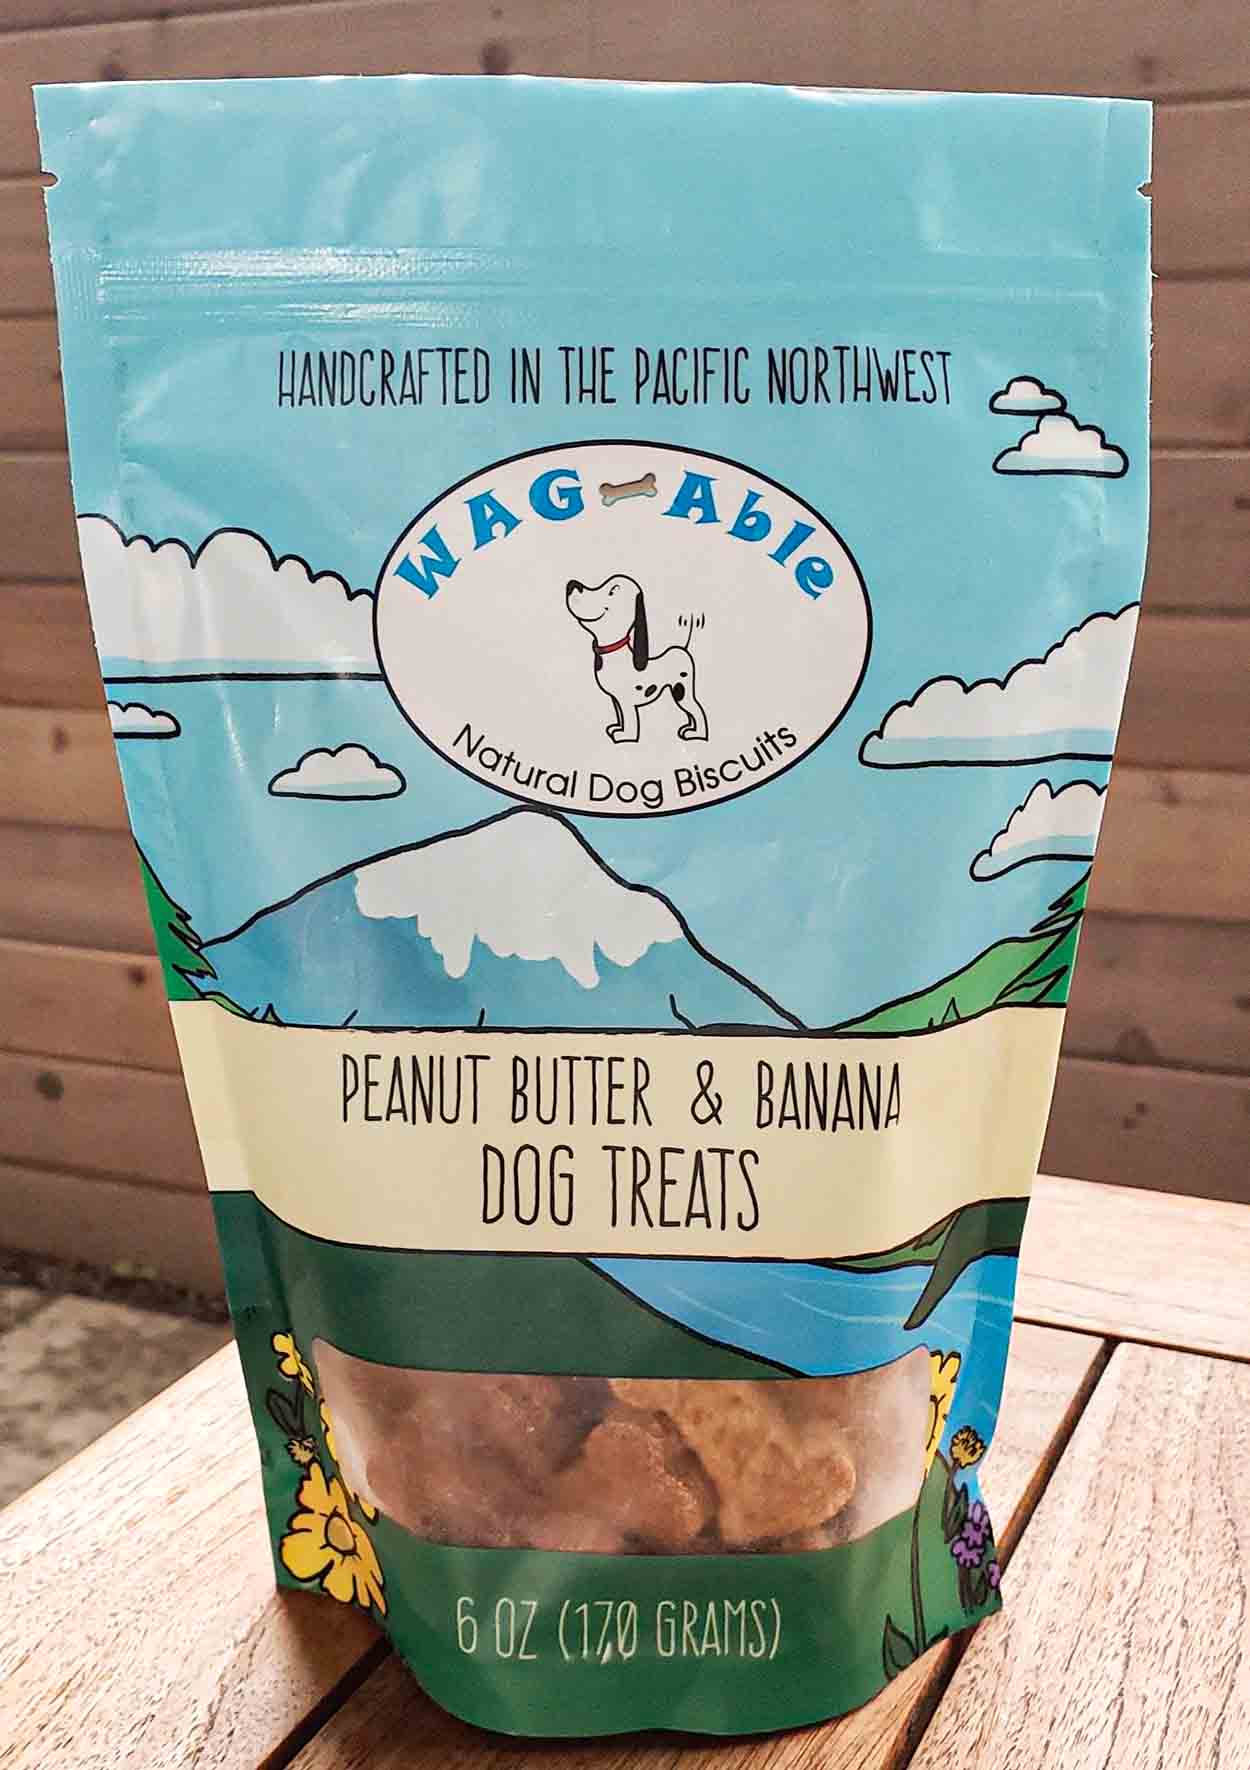 HANDCRAFTED IN THE PACIFIC NORTHWEST
WAG-Able
Natural Dog Biscuits
PEANUT BUTTER & BANANA
DOG TREATS
6 OZ (170 GRAMS)